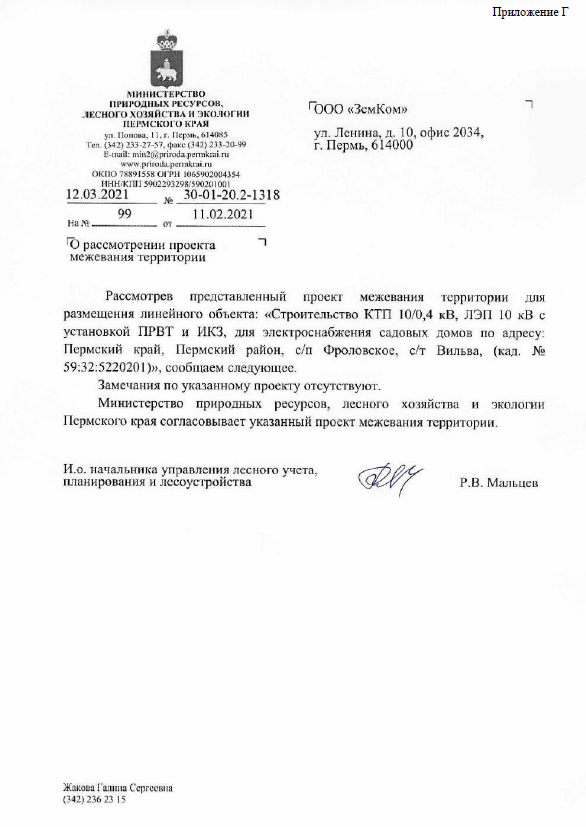 Приложение Г
МИНИСТЕРСТВО
ПРИРОДНЫХ РЕСУРСОВ,
ЛЕСНОГО ХОЗЯЙСТВА И ЭКОЛОГИИ
ПЕРМСКОГО КРАЯ
ул. Попова, 11, г. Пермь, 614085
Тел. (342) 233-27-57, факс (342) 233-20-99
E-mail: min2@priroda.permkrai.ru
www.priroda.permkrai.ru
ОКПО 78891558 ОГРН 1065902004354
ИНН/КПП 5902293298/590201001
12.03.2021 № 30-01-20.2-1318
На № 99 от 11.02.2021
ООО «ЗемКом»
ул. Ленина, д. 10, офис 2034,
г. Пермь, 614000
О рассмотрении проекта
межевания территории
Рассмотрев представленный проект межевания территории для
размещения линейного объекта: «Строительство КТП 10/0,4 кВ, ЛЭП 10 кВ с
установкой ПРВТ и ИКЗ, для электроснабжения садовых домов по адресу:
Пермский край, Пермский район, с/п Фроловское, с/т Вильва, (кад. №
59:32:5220201)», сообщаем следующее.
Замечания по указанному проекту отсутствуют.
Министерство природных ресурсов, лесного хозяйства и экологии
Пермского края согласовывает указанный проект межевания территории.
И.о. начальника управления лесного учета,
планирования и лесоустройства Р.В. Мальцев
Жакова Галина Сергеевна
(342) 236 23 15